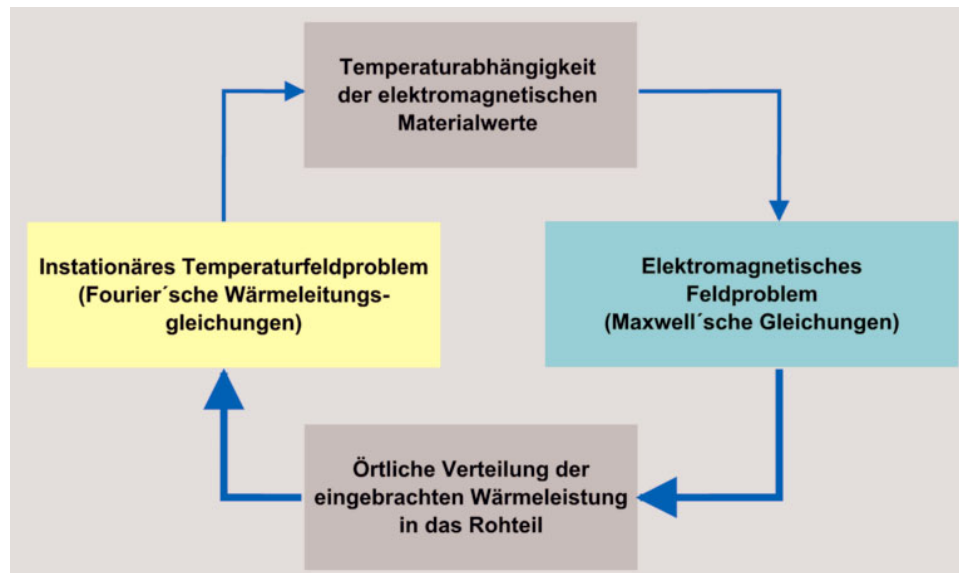 Temperaturabhängigkeit
der elektromagnetischen
Materialwerte
Instationäres Temperaturfeldproblem
(Fourier´sche Wärmeleitungs-
gleichungen)
Elektromagnetisches
Feldproblem
(Maxwell´sche Gleichungen)
Örtliche Verteilung der
eingebrachten Wärmeleistung
in das Rohteil